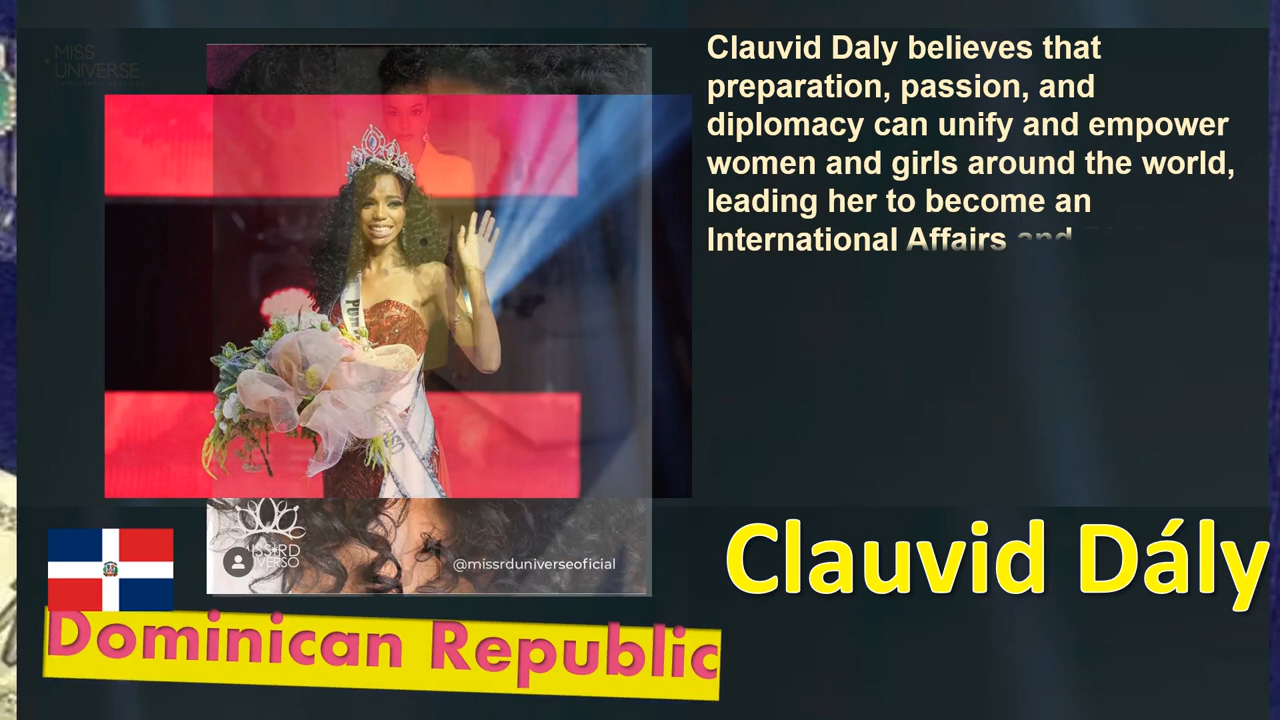 MISS
UNIVERSE
Clauvid Daly believes that
preparation, passion, and
diplomacy can unify and empower
women and girls around the world,
leading her to become an
International Affairs and
@missrduniverseoficial
Clauvid Dály
Dominican Republic